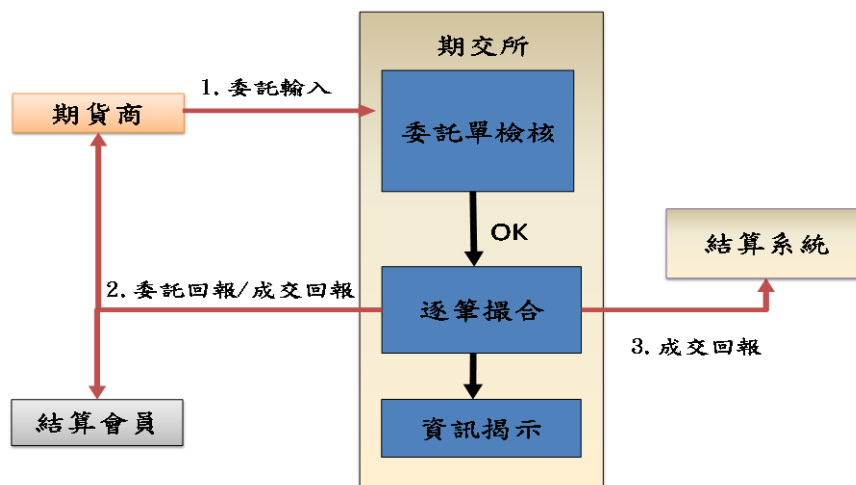 期交所
1. 委託輸入
期貨商
委託單檢核
OK
結算系統
2. 委託回報/成交回報
逐筆撮合
3. 成交回報
結算會員
資訊揭示